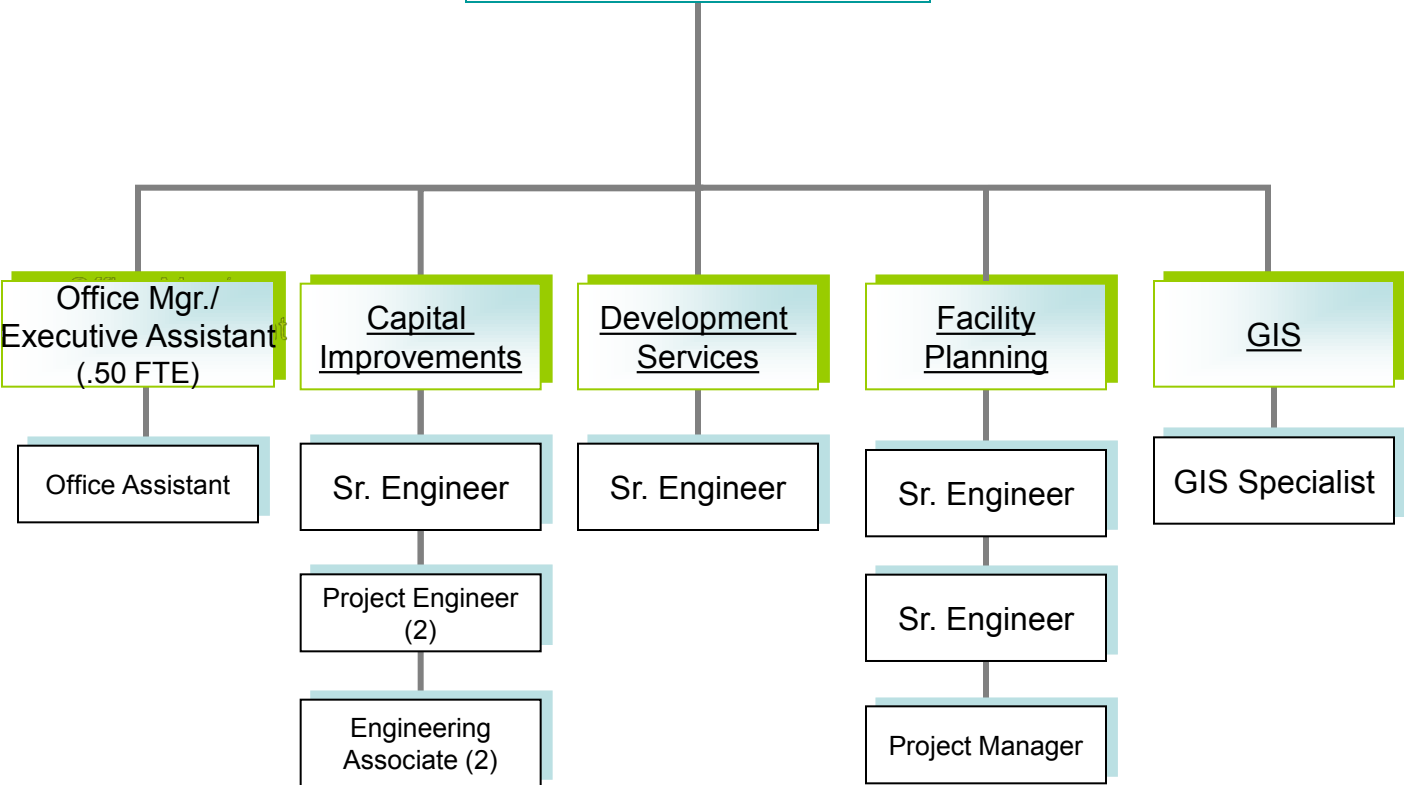 Office Mgr./
Executive Assistant
(.50 FTE)
Capital
Improvements
Development
Services
Facility
Planning
GIS
Office Assistant
Sr. Engineer
Sr. Engineer
Sr. Engineer
GIS Specialist
Project Engineer
(2)
Sr. Engineer
Engineering
Associate (2)
Project Manager